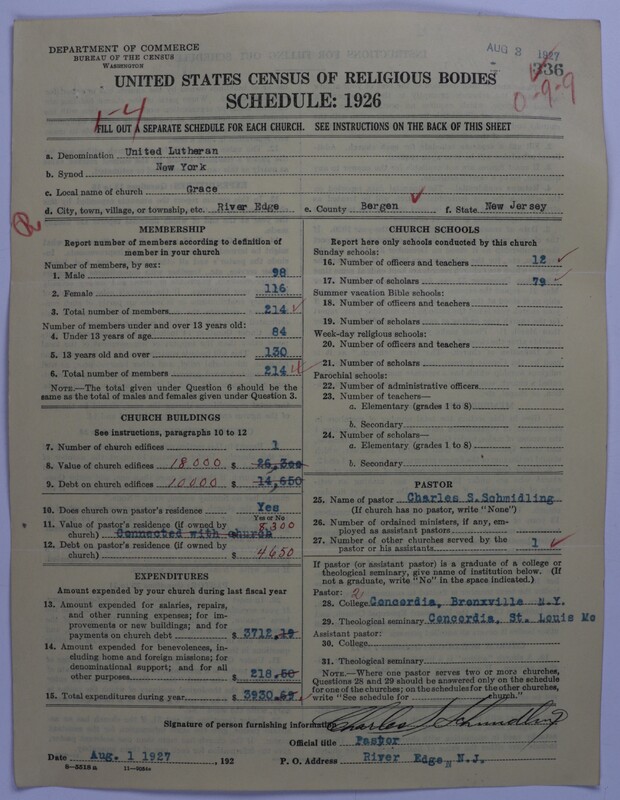 DEPARTMENT OF COMMERCE
BUREAU OF THE CENSUS
WASHINGTON
AUG 3 1927
336
0-9-9
UNITED STATES CENSUS OF RELIGIOUS BODIES
SCHEDULE: 1926
1-4
FILL OUT A SEPARATE SCHEDULE FOR EACH CHURCH. SEE INSTRUCTIONS ON THE BACK OF THIS SHEET
a. Denomination United Lutheran
b. Synod New York
c. Local name of church Grace
d. City, town, village, or township, etc. River Edge e. County Bergen f. State New Jersey
MEMBERSHIP
Report number of members according to definition of
member in your church
Number of members, by sex:
1. Male 98
2. Female 116
3. Total number of members 214
Number of members under and over 13 years old:
4. Under 13 years of age 84
5. 13 years old and over 130
6. Total number of members 214
NOTE.—The total given under Question 6 should be
the same as the total of males and females given under Question 3.
CHURCH BUILDINGS
See instructions, paragraphs 10 to 12
7. Number of church edifices 1
8. Value of church edifices 18000 $ 26,300
9. Debt on church edifices 10000 $ 14,650
10. Does church own pastor's residence Yes
Yes or No
11. Value of pastor's residence (if owned by 8300
church) Connected with church
12. Debt on pastor's residence (if owned by
church) $ 4650
EXPENDITURES
Amount expended by your church during last fiscal year
13. Amount expended for salaries, repairs,
and other running expenses; for im-
provements or new buildings; and for
payments on church debt $ 3712.19
14. Amount expended for benevolences, in-
cluding home and foreign missions; for
denominational support; and for all
other purposes $ 218.50
15. Total expenditures during year $ 3930.69
CHURCH SCHOOLS
Report here only schools conducted by this church
Sunday schools:
16. Number of officers and teachers 12
17. Number of scholars 79
Summer vacation Bible schools:
18. Number of officers and teachers
19. Number of scholars
Week-day religious schools:
20. Number of officers and teachers
21. Number of scholars
Parochial schools:
22. Number of administrative officers
23. Number of teachers—
a. Elementary (grades 1 to 8)
b. Secondary
24. Number of scholars—
a. Elementary (grades 1 to 8)
b. Secondary
PASTOR
25. Name of pastor Charles S. Schmidling
(If church has no pastor, write "None")
26. Number of ordained ministers, if any, em-
ployed as assistant pastors
27. Number of other churches served by the
pastor or his assistants 1
If pastor (or assistant pastor) is a graduate of a college or
theological seminary, give name of institution below. (If
not a graduate, write "No" in the space indicated.)
Pastor: 2
28. College Concordia, Bronxville N.Y.
29. Theological seminary Concordia, St. Louis Mo
Assistant pastor:
30. College
31. Theological seminary
NOTE.—Where one pastor serves two or more churches,
Questions 28 and 29 should be answered only on the schedule
for one of the churches; on the schedules for the other churches,
write "See schedule for church."
Signature of person furnishing information Charles S Schmidling
Official title Pastor
Date Aug. 1 1927, 192 P. O. Address River Edge, N.J.